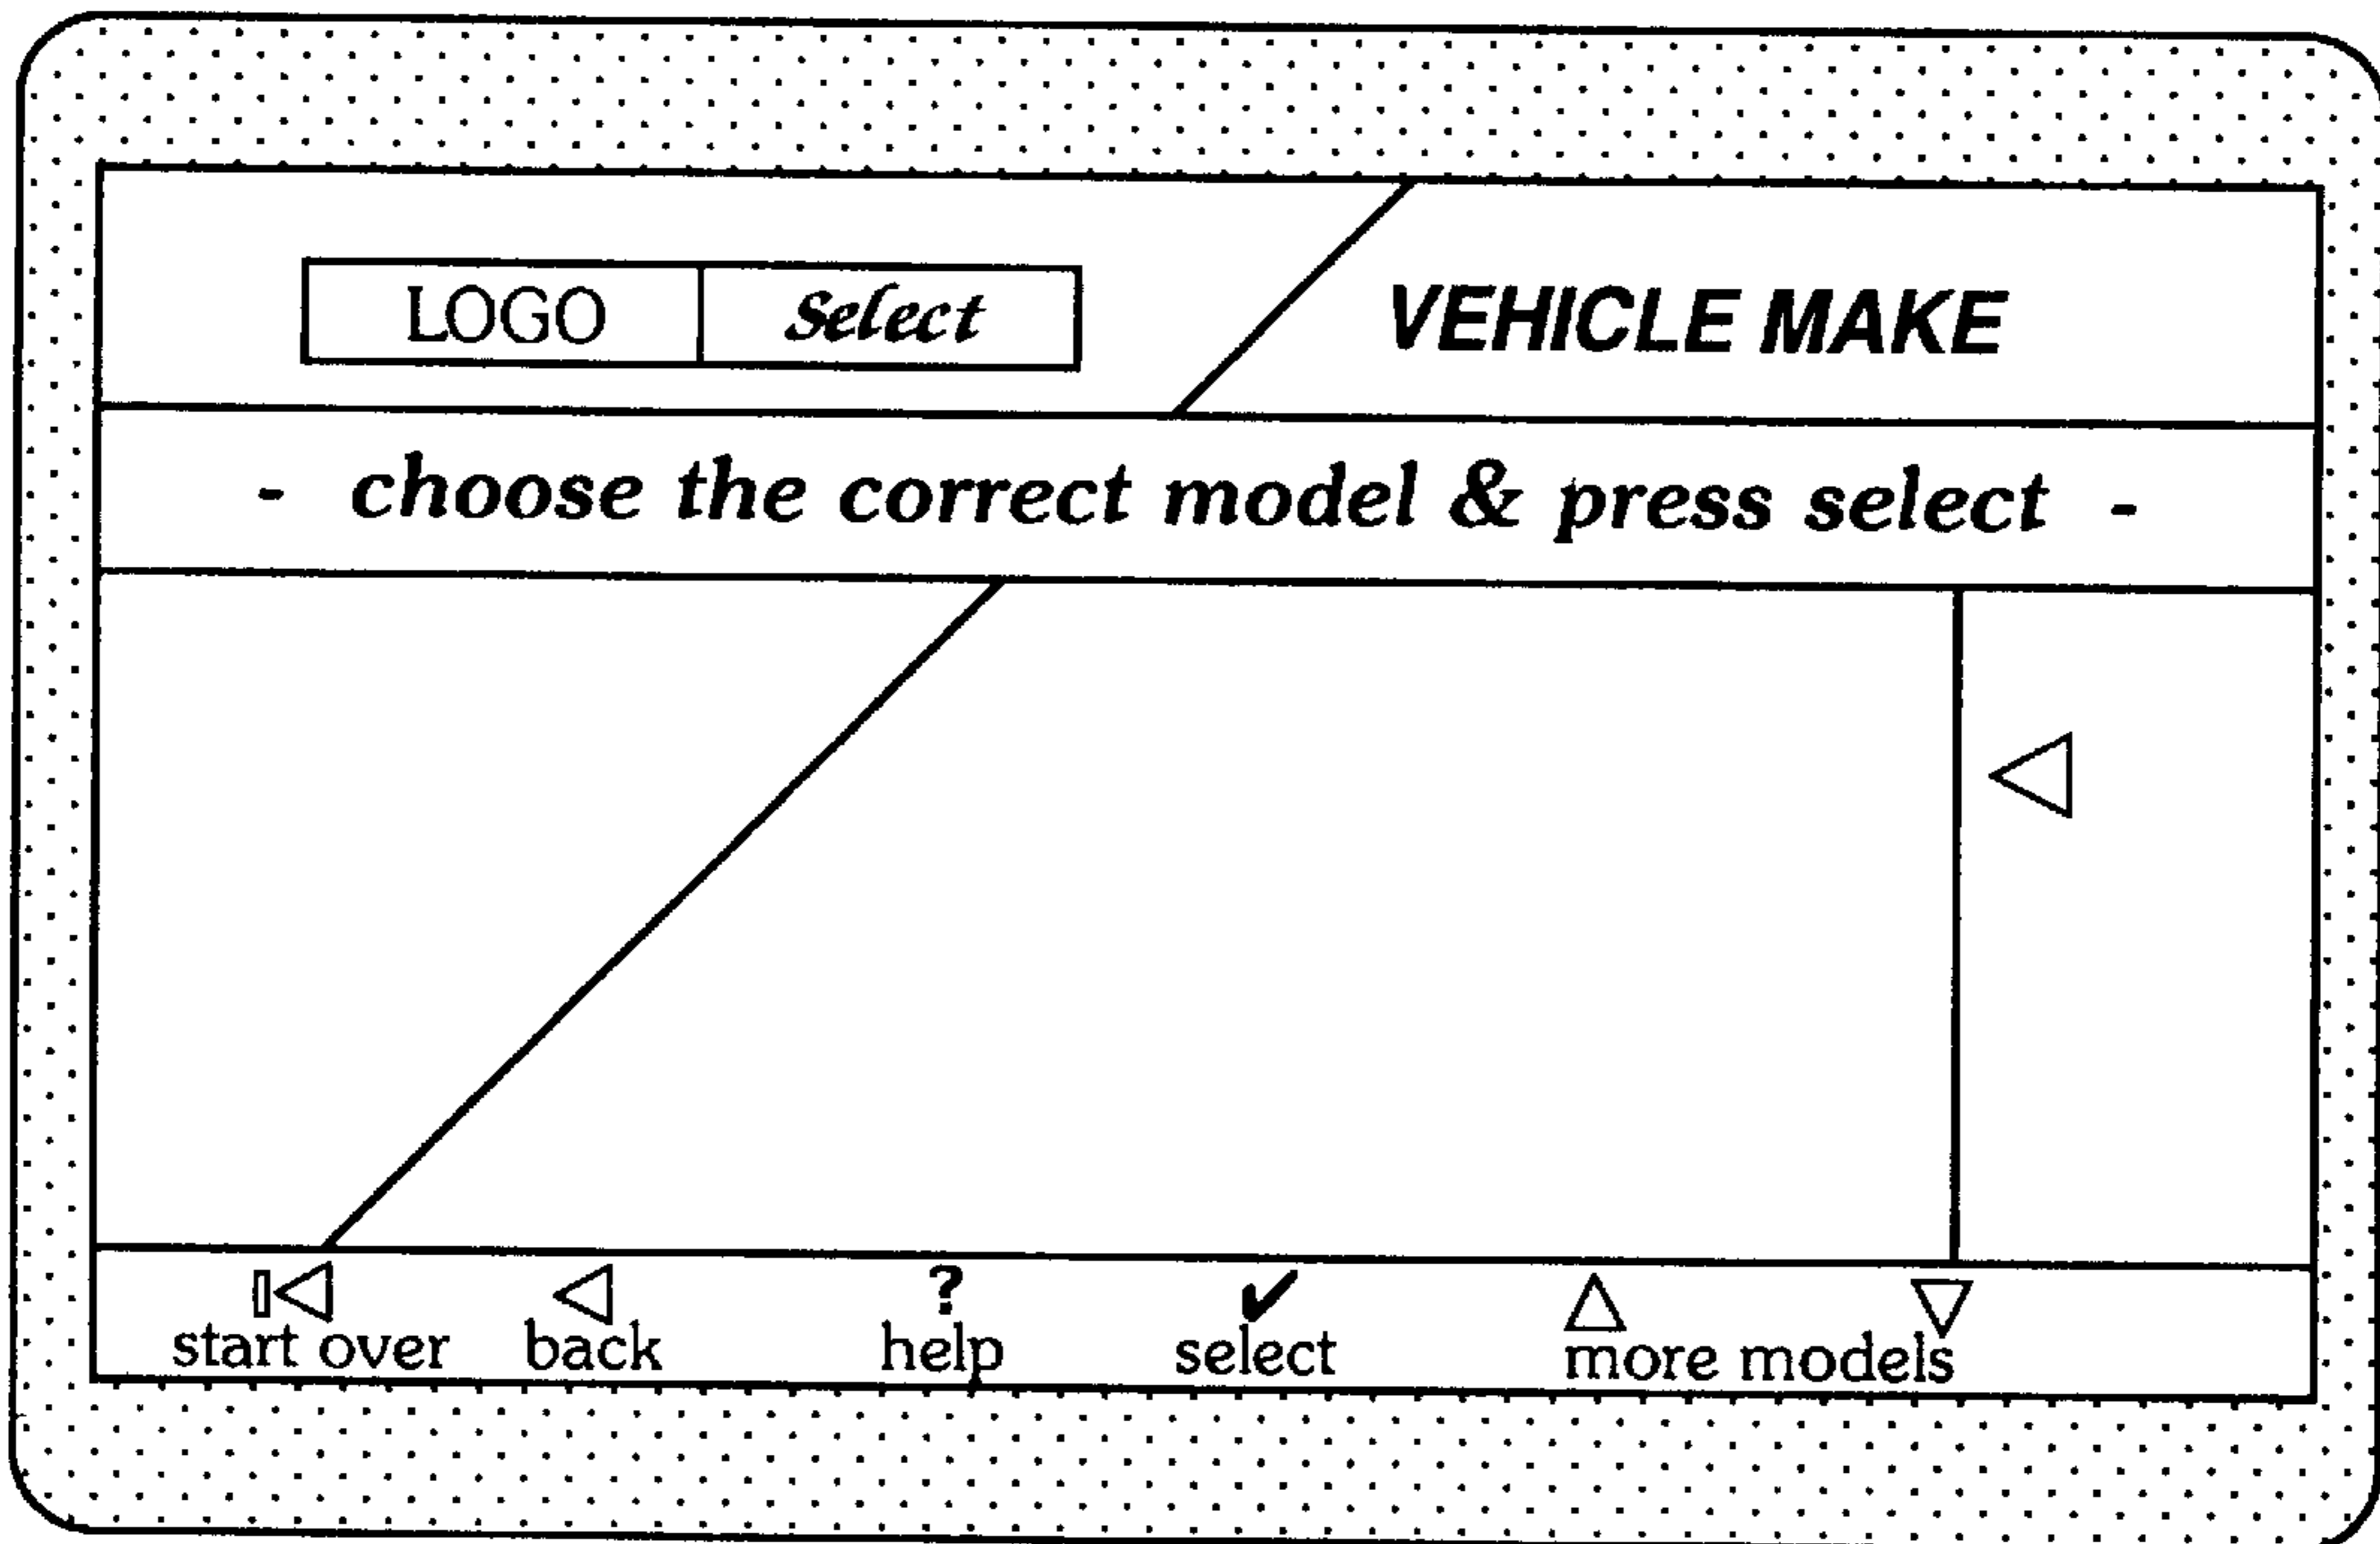 LOGO Select
VEHICLE MAKE
- choose the correct model & press select -
?
start over back help select more models